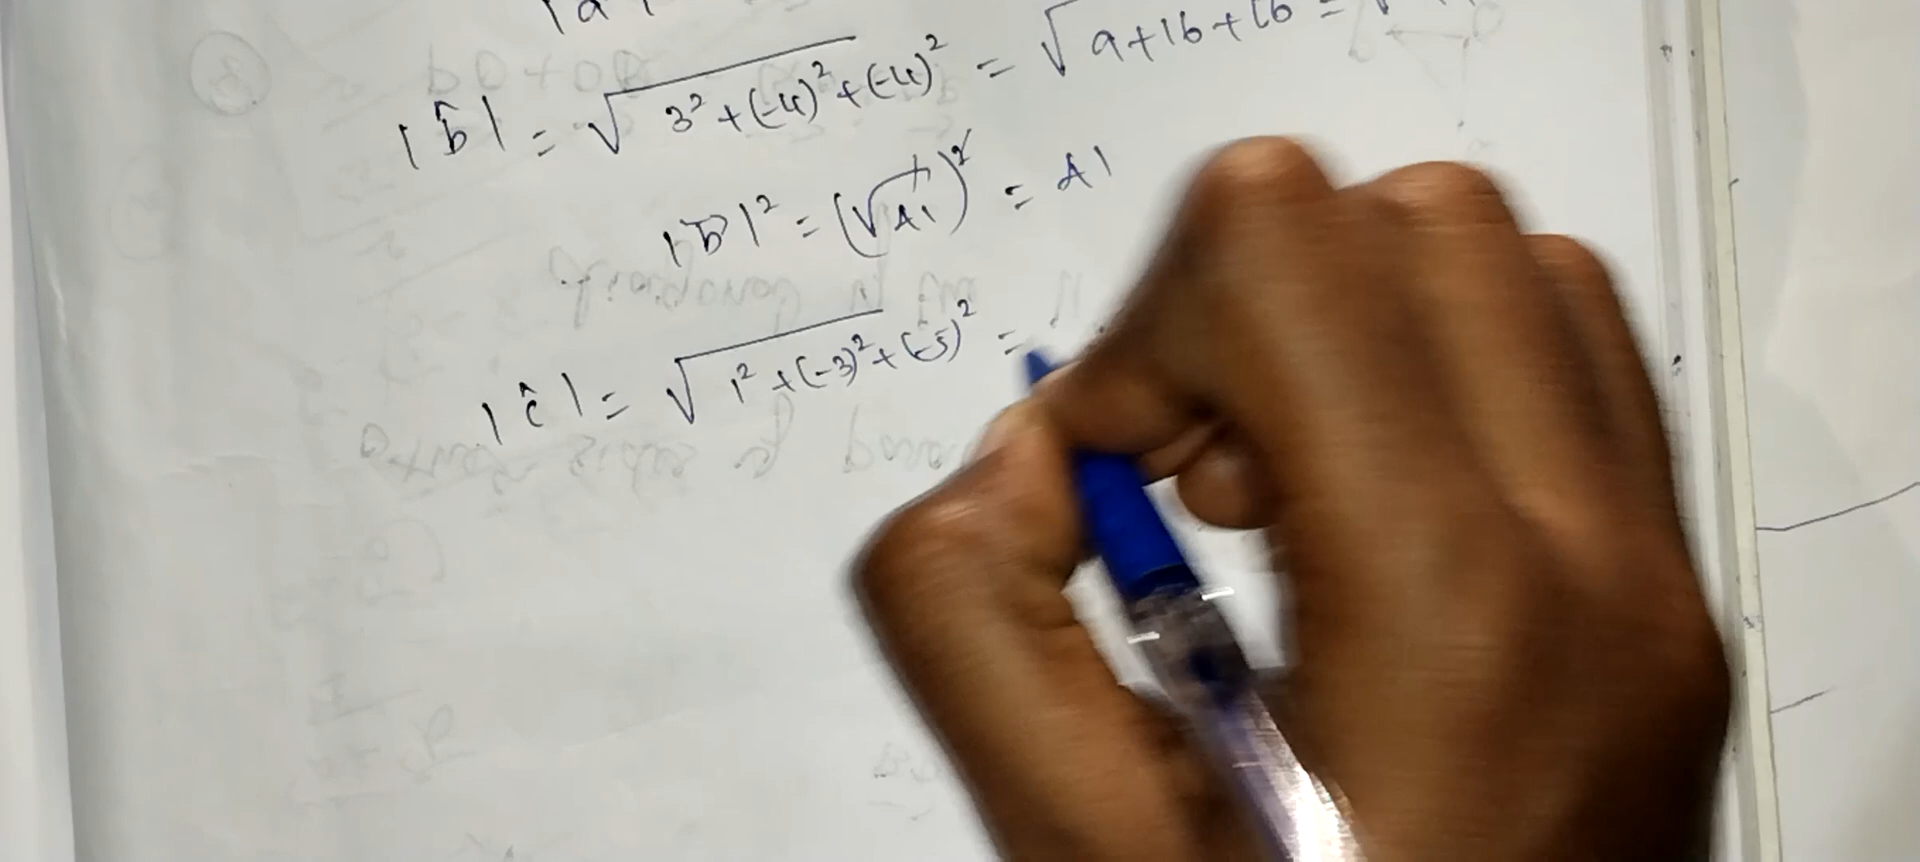 |a|
|b̂| = √3² + (-4)² + (-4)² = √9+16+16 = √
|b⃗|² = (√41)² = 41
|ĉ| = √1² + (-3)² + (-5)² =